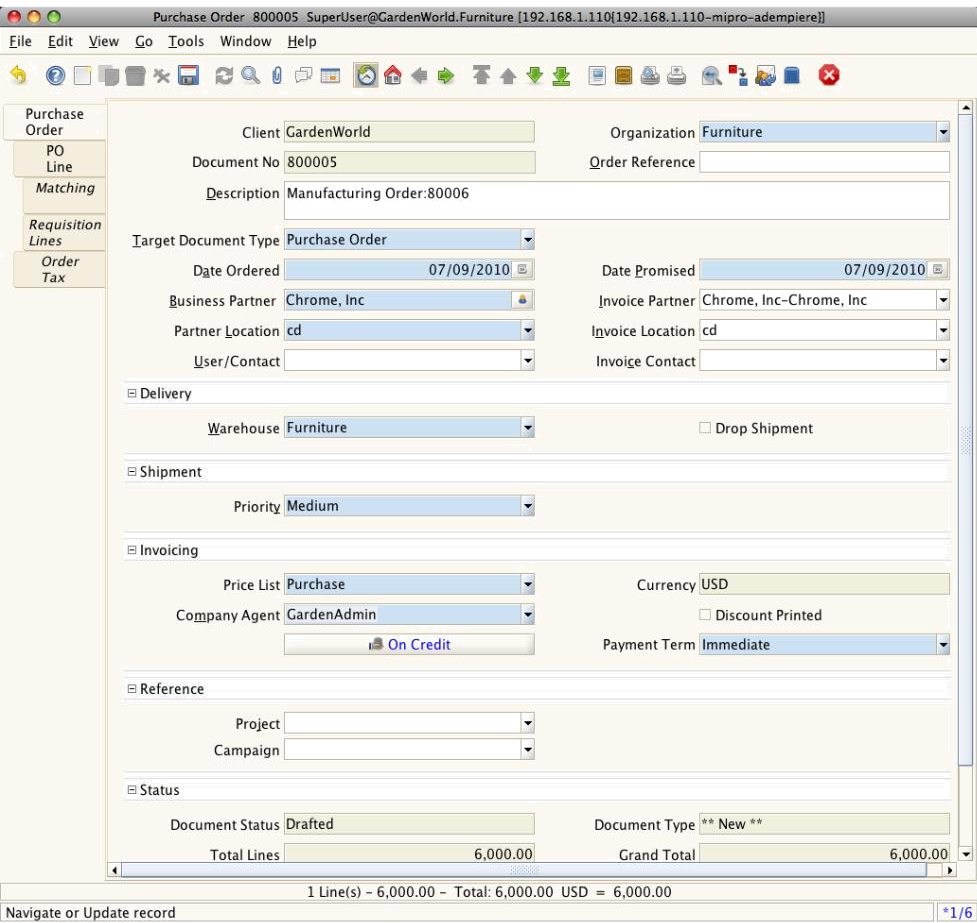 Purchase Order 800005 SuperUser@GardenWorld.Furniture [192.168.1.110{192.168.1.110-mipro-adempiere}]
File Edit View Go Tools Window Help
Purchase Order
PO Line
Matching
Requisition Lines
Order Tax
Client GardenWorld Organization Furniture
Document No 800005 Order Reference
Description Manufacturing Order:80006
Target Document Type Purchase Order
Date Ordered 07/09/2010 Date Promised 07/09/2010
Business Partner Chrome, Inc Invoice Partner Chrome, Inc-Chrome, Inc
Partner Location cd Invoice Location cd
User/Contact Invoice Contact
Delivery
Warehouse Furniture Drop Shipment
Shipment
Priority Medium
Invoicing
Price List Purchase Currency USD
Company Agent GardenAdmin Discount Printed
On Credit Payment Term Immediate
Reference
Project
Campaign
Status
Document Status Drafted Document Type ** New **
Total Lines 6,000.00 Grand Total 6,000.00
1 Line(s) - 6,000.00 - Total: 6,000.00 USD = 6,000.00
Navigate or Update record *1/6